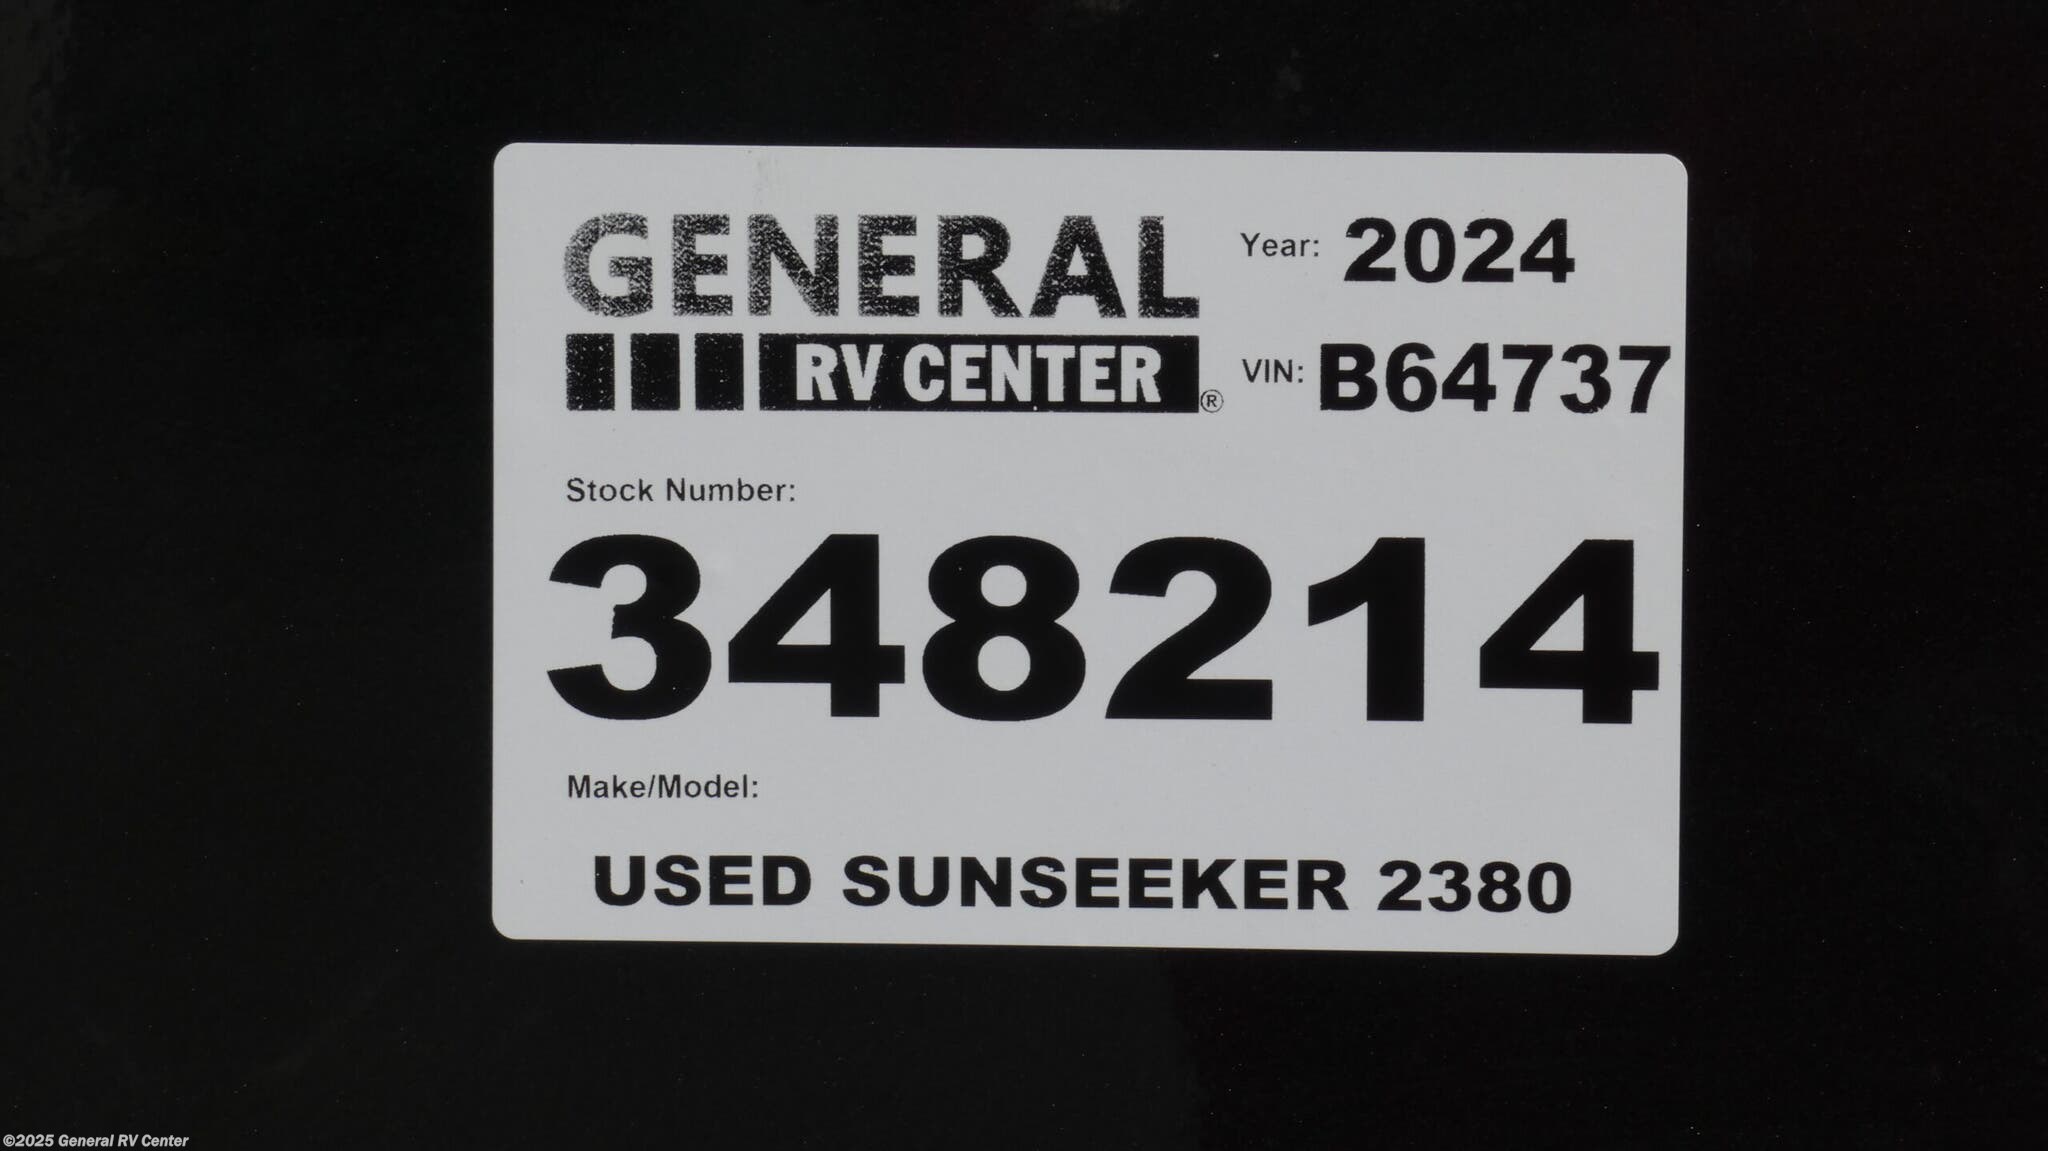 GENERAL
RV CENTER
®
Year: 2024
VIN: B64737
Stock Number:
348214
Make/Model:
USED SUNSEEKER 2380
©2025 General RV Center